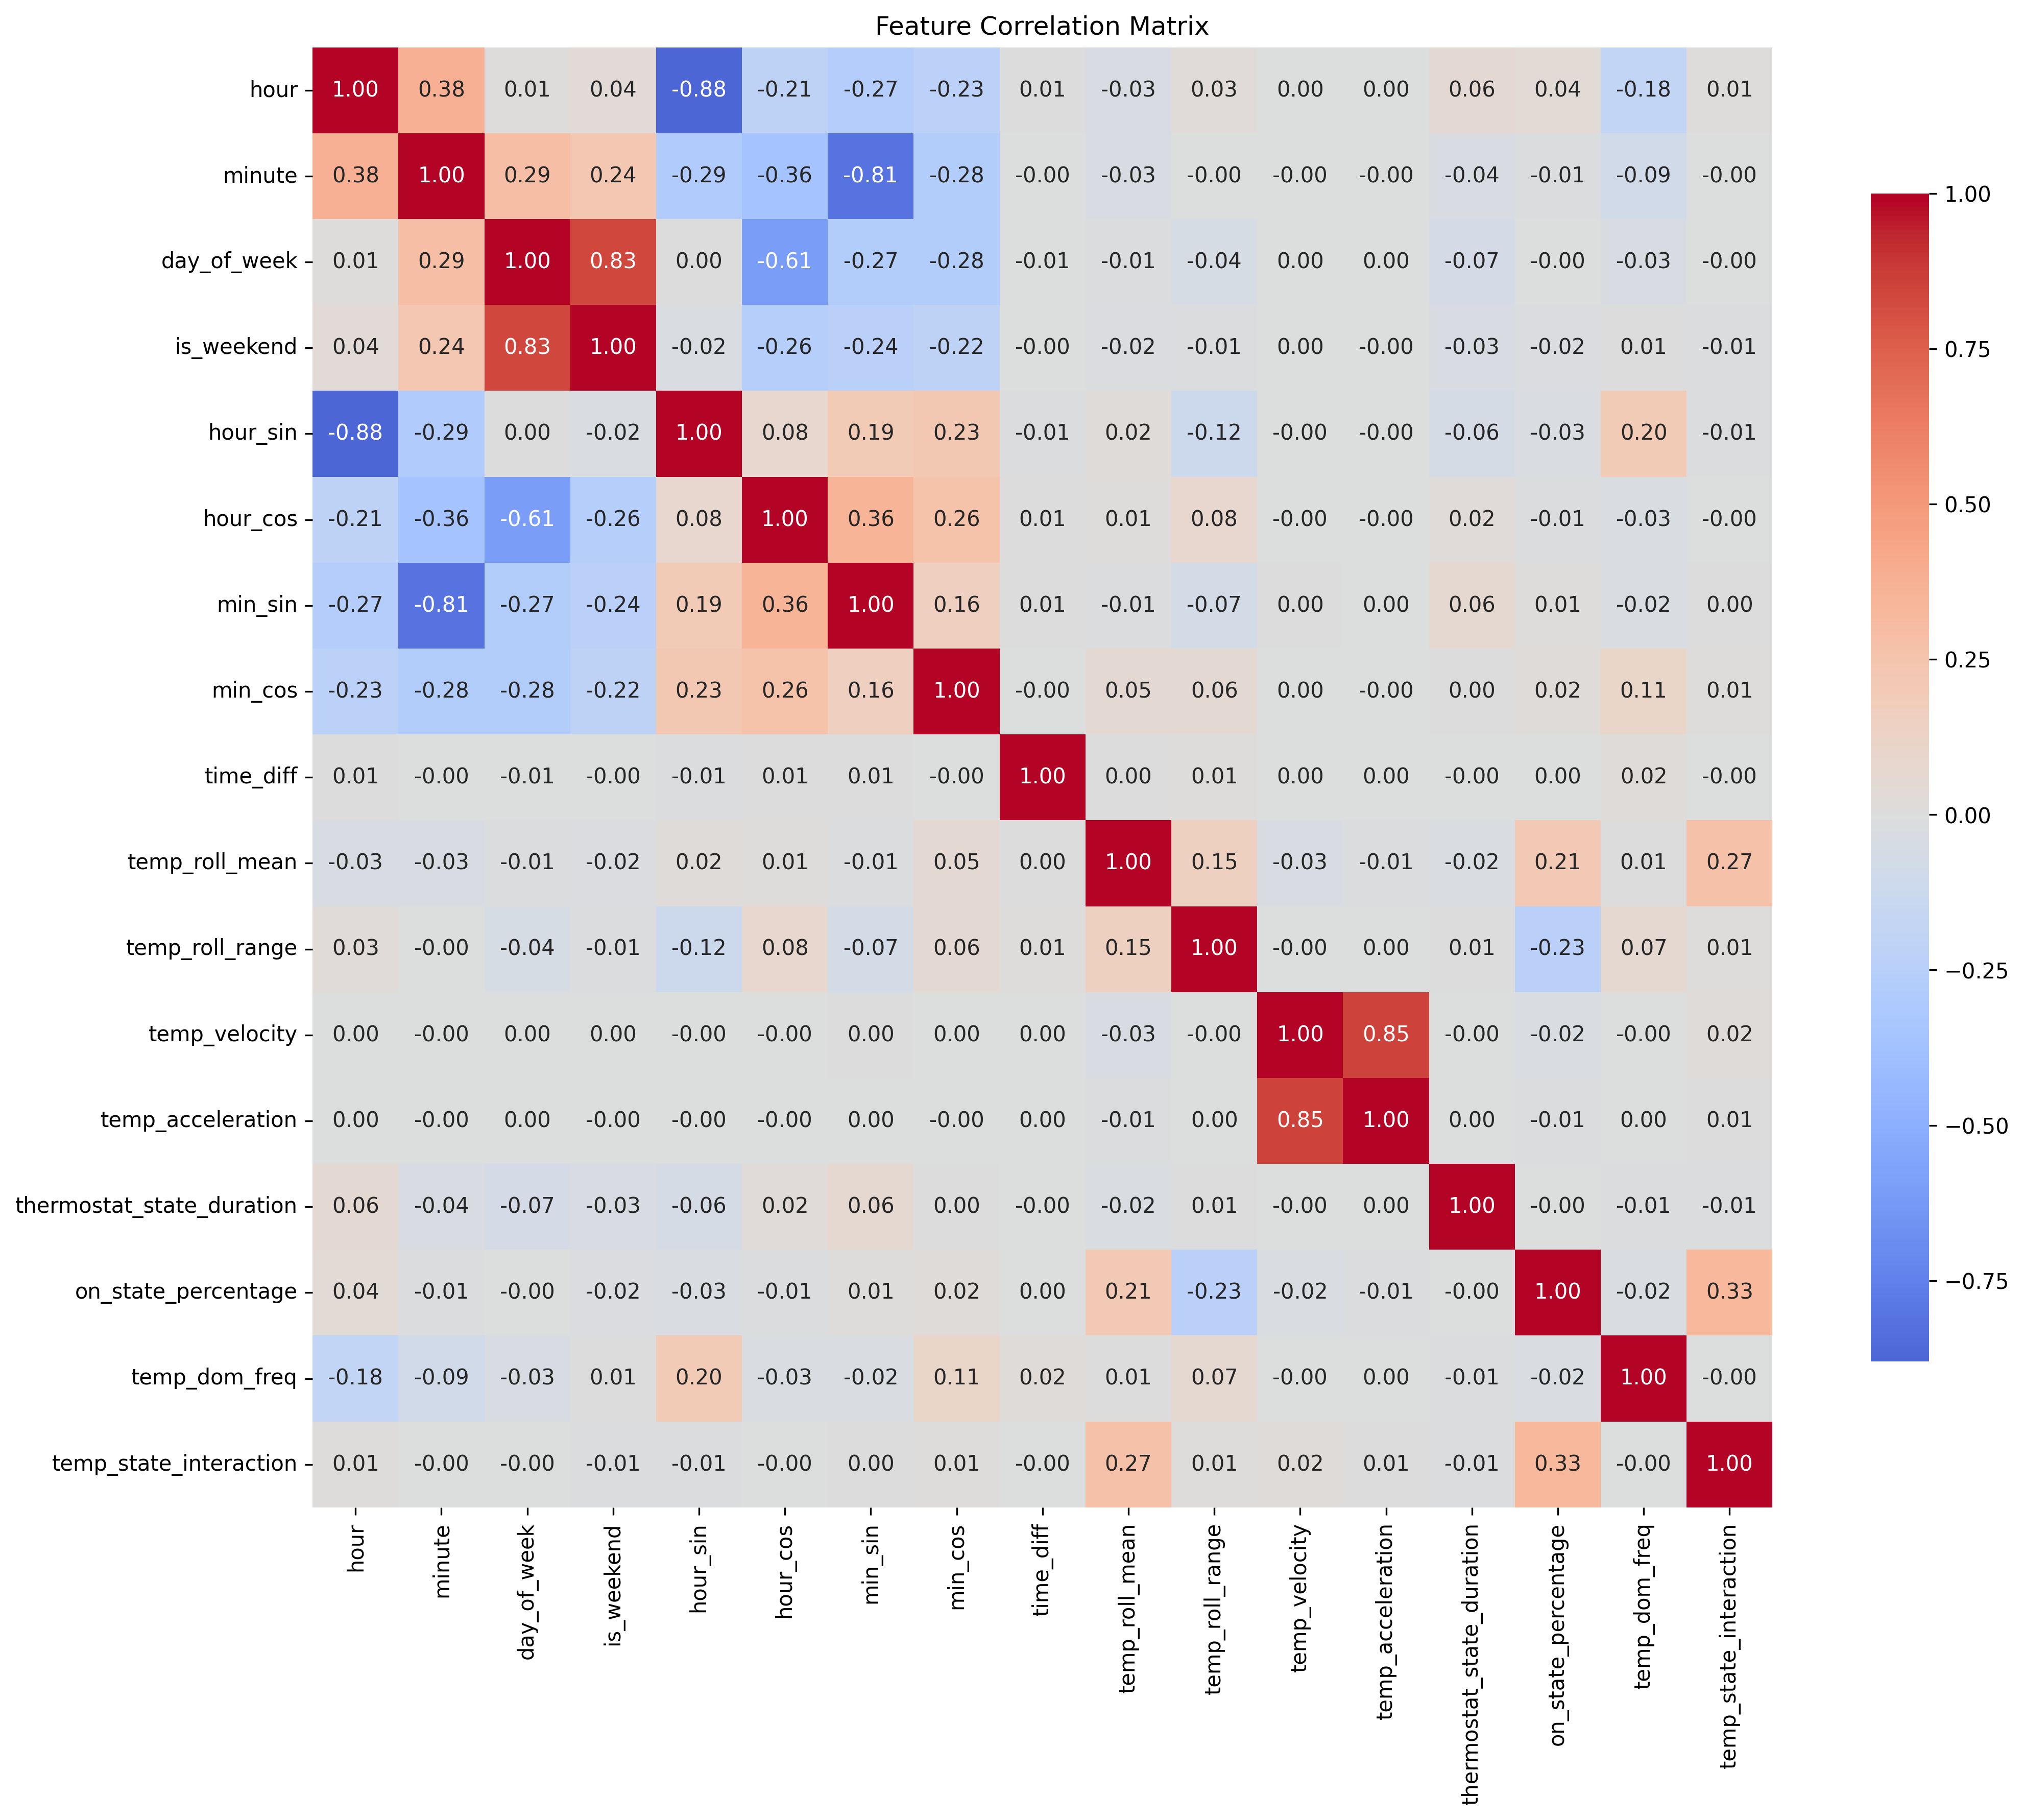 Feature Correlation Matrix
hour 1.00 0.38 0.01 0.04 -0.88 -0.21 -0.27 -0.23 0.01 -0.03 0.03 0.00 0.00 0.06 0.04 -0.18 0.01
minute 0.38 1.00 0.29 0.24 -0.29 -0.36 -0.81 -0.28 -0.00 -0.03 -0.00 -0.00 -0.00 -0.04 -0.01 -0.09 -0.00
day_of_week 0.01 0.29 1.00 0.83 0.00 -0.61 -0.27 -0.28 -0.01 -0.01 -0.04 0.00 0.00 -0.07 -0.00 -0.03 -0.00
is_weekend 0.04 0.24 0.83 1.00 -0.02 -0.26 -0.24 -0.22 -0.00 -0.02 -0.01 0.00 -0.00 -0.03 -0.02 0.01 -0.01
hour_sin -0.88 -0.29 0.00 -0.02 1.00 0.08 0.19 0.23 -0.01 0.02 -0.12 -0.00 -0.00 -0.06 -0.03 0.20 -0.01
hour_cos -0.21 -0.36 -0.61 -0.26 0.08 1.00 0.36 0.26 0.01 0.01 0.08 -0.00 -0.00 0.02 -0.01 -0.03 -0.00
min_sin -0.27 -0.81 -0.27 -0.24 0.19 0.36 1.00 0.16 0.01 -0.01 -0.07 0.00 0.00 0.06 0.01 -0.02 0.00
min_cos -0.23 -0.28 -0.28 -0.22 0.23 0.26 0.16 1.00 -0.00 0.05 0.06 0.00 -0.00 0.00 0.02 0.11 0.01
time_diff 0.01 -0.00 -0.01 -0.00 -0.01 0.01 0.01 -0.00 1.00 0.00 0.01 0.00 0.00 -0.00 0.00 0.02 -0.00
temp_roll_mean -0.03 -0.03 -0.01 -0.02 0.02 0.01 -0.01 0.05 0.00 1.00 0.15 -0.03 -0.01 -0.02 0.21 0.01 0.27
temp_roll_range 0.03 -0.00 -0.04 -0.01 -0.12 0.08 -0.07 0.06 0.01 0.15 1.00 -0.00 0.00 0.01 -0.23 0.07 0.01
temp_velocity 0.00 -0.00 0.00 0.00 -0.00 -0.00 0.00 0.00 0.00 -0.03 -0.00 1.00 0.85 -0.00 -0.02 -0.00 0.02
temp_acceleration 0.00 -0.00 0.00 -0.00 -0.00 -0.00 0.00 -0.00 0.00 -0.01 0.00 0.85 1.00 0.00 -0.01 0.00 0.01
thermostat_state_duration 0.06 -0.04 -0.07 -0.03 -0.06 0.02 0.06 0.00 -0.00 -0.02 0.01 -0.00 0.00 1.00 -0.00 -0.01 -0.01
on_state_percentage 0.04 -0.01 -0.00 -0.02 -0.03 -0.01 0.01 0.02 0.00 0.21 -0.23 -0.02 -0.01 -0.00 1.00 -0.02 0.33
temp_dom_freq -0.18 -0.09 -0.03 0.01 0.20 -0.03 -0.02 0.11 0.02 0.01 0.07 -0.00 0.00 -0.01 -0.02 1.00 -0.00
temp_state_interaction 0.01 -0.00 -0.00 -0.01 -0.01 -0.00 0.00 0.01 -0.00 0.27 0.01 0.02 0.01 -0.01 0.33 -0.00 1.00
hour
minute
day_of_week
is_weekend
hour_sin
hour_cos
min_sin
min_cos
time_diff
temp_roll_mean
temp_roll_range
temp_velocity
temp_acceleration
thermostat_state_duration
on_state_percentage
temp_dom_freq
temp_state_interaction
1.00
0.75
0.50
0.25
0.00
−0.25
−0.50
−0.75